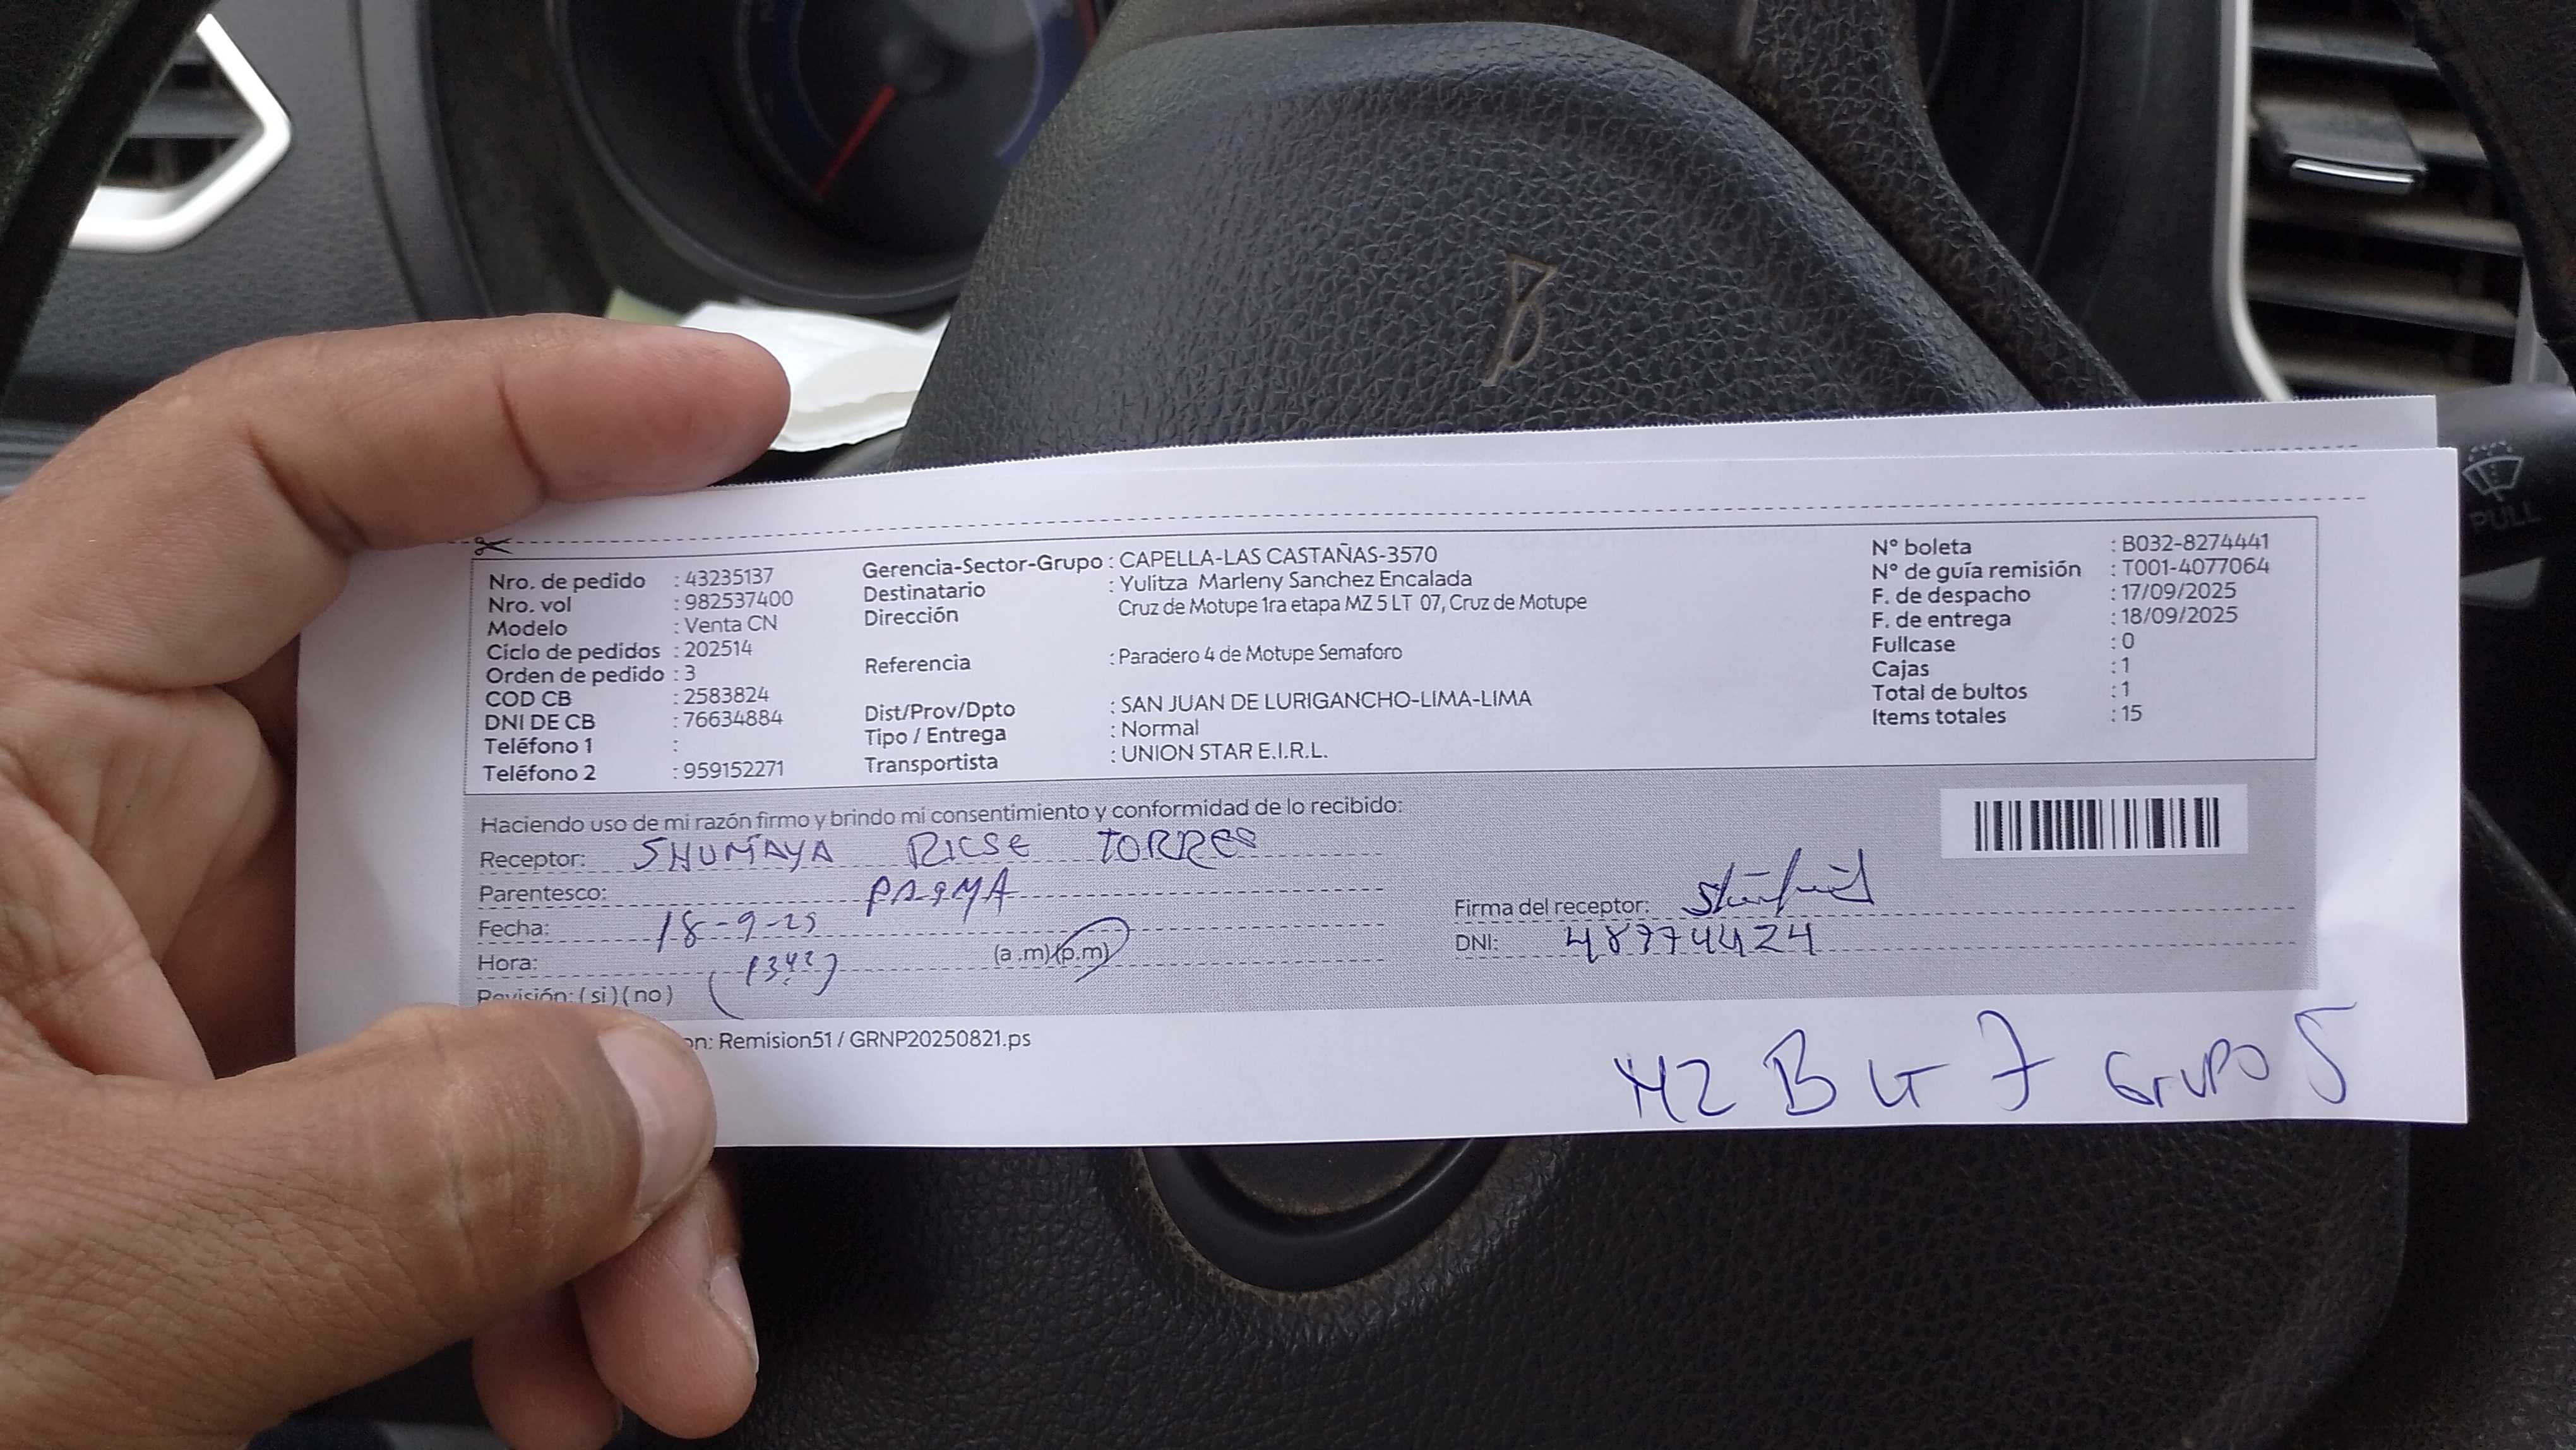 Nro. de pedido : 43235137
Nro. vol : 982537400
Modelo : Venta CN
Ciclo de pedidos : 202514
Orden de pedido : 3
COD CB : 2583824
DNI DE CB : 76634884
Teléfono 1 :
Teléfono 2 : 959152271
Gerencia-Sector-Grupo : CAPELLA-LAS CASTAÑAS-3570
Destinatario : Yulitza Marleny Sanchez Encalada
Dirección Cruz de Motupe 1ra etapa MZ 5 LT 07, Cruz de Motupe
Referencia : Paradero 4 de Motupe Semaforo
Dist/Prov/Dpto : SAN JUAN DE LURIGANCHO-LIMA-LIMA
Tipo / Entrega : Normal
Transportista : UNION STAR E.I.R.L.
N° boleta : B032-8274441
N° de guía remisión : T001-4077064
F. de despacho : 17/09/2025
F. de entrega : 18/09/2025
Fullcase : 0
Cajas : 1
Total de bultos : 1
Items totales : 15
Haciendo uso de mi razón firmo y brindo mi consentimiento y conformidad de lo recibido:
Receptor: SHUMAYA RICSE TORRES
Parentesco:
Fecha: 18-9-25
Hora: (a.m)(p.m)
Revisión: (si)(no)
Firma del receptor:
DNI: 48774424
on: Remision51 / GRNP20250821.ps
MZ B LT 7 GRUPO 5
PULL